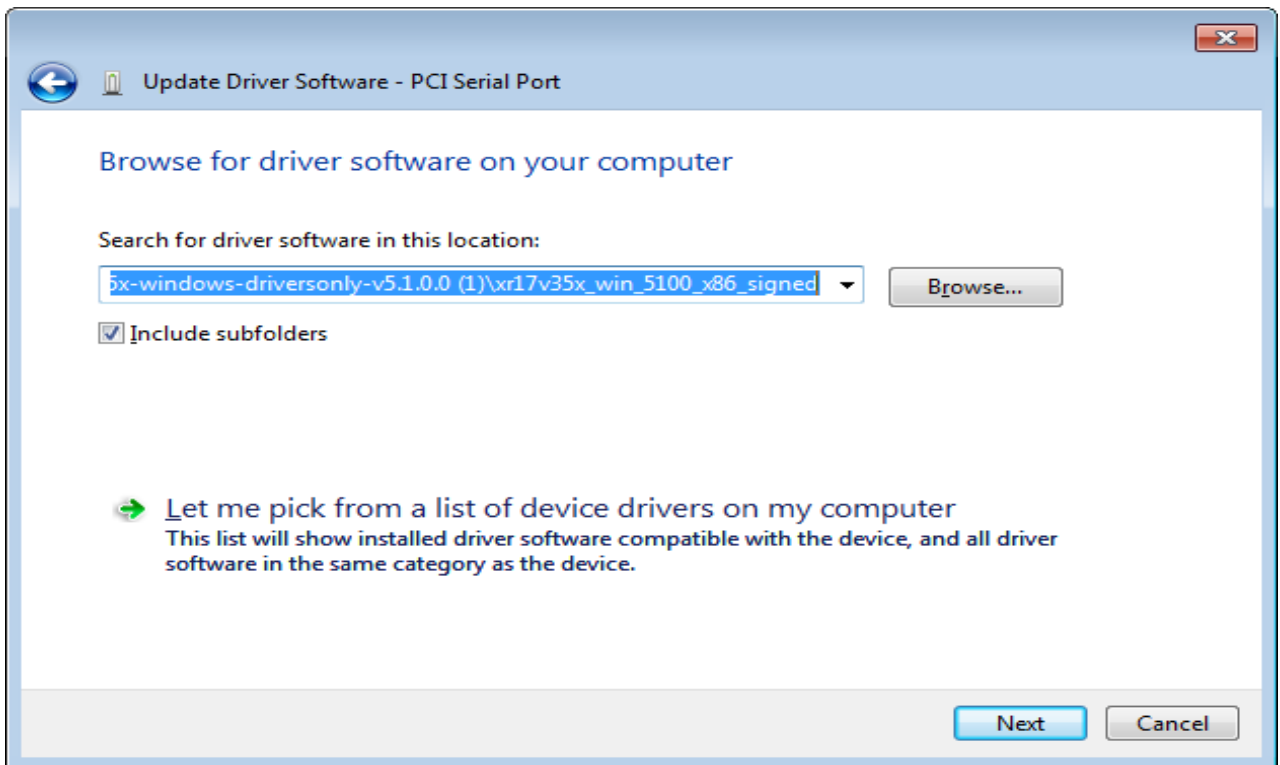 Update Driver Software - PCI Serial Port
Browse for driver software on your computer
Search for driver software in this location:
5x-windows-driversonly-v5.1.0.0 (1)\xr17v35x_win_5100_x86_signed
Browse...
Include subfolders
Let me pick from a list of device drivers on my computer
This list will show installed driver software compatible with the device, and all driver
software in the same category as the device.
Next
Cancel